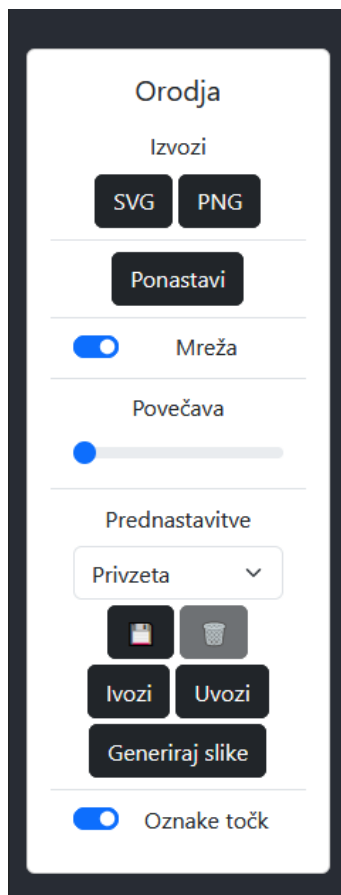 Orodja
Izvozi
SVG PNG
Ponastavi
Mreža
Povečava
Prednastavitve
Privzeta
Ivozi Uvozi
Generiraj slike
Oznake točk